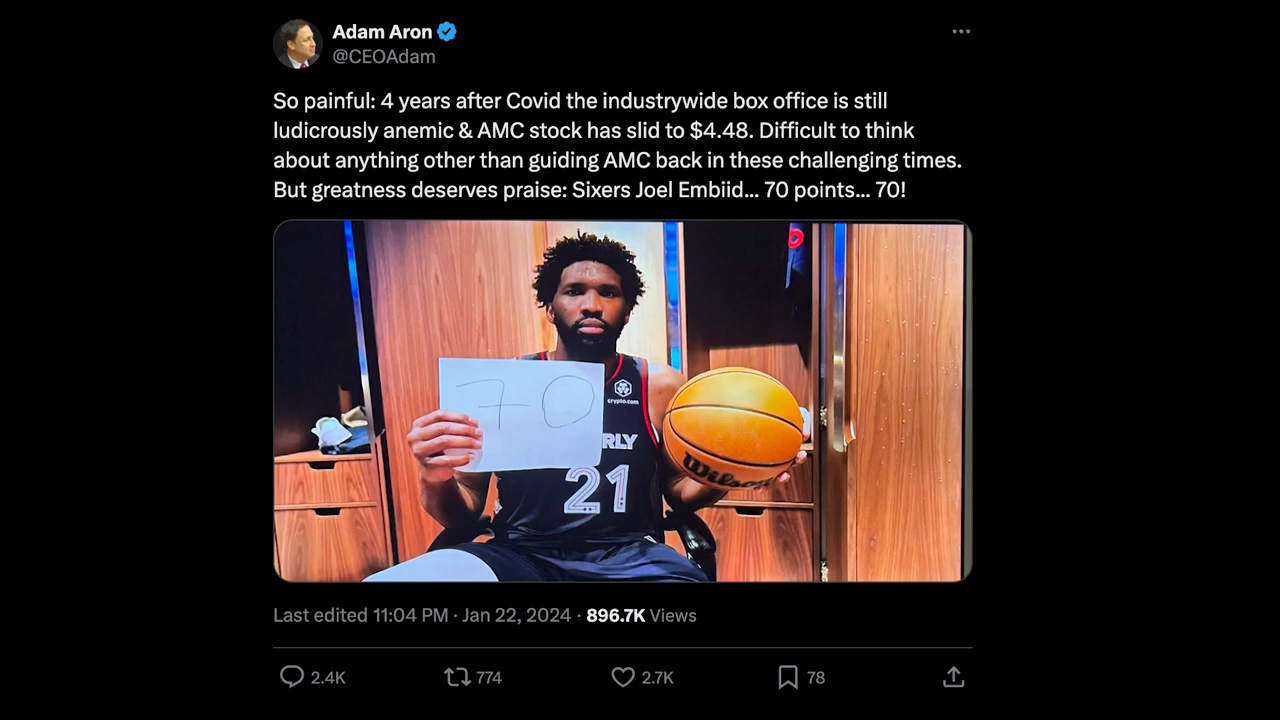 Adam Aron
@CEOAdam
So painful: 4 years after Covid the industrywide box office is still
ludicrously anemic & AMC stock has slid to $4.48. Difficult to think
about anything other than guiding AMC back in these challenging times.
But greatness deserves praise: Sixers Joel Embiid... 70 points... 70!
70
crypto.com
RLY
21
Wilson
Last edited 11:04 PM · Jan 22, 2024 · 896.7K Views
2.4K 774 2.7K 78